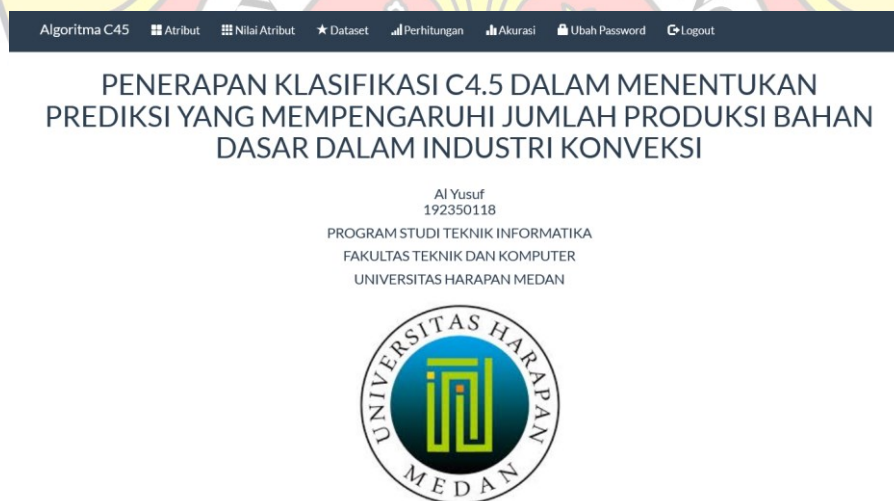 Algoritma C45 Atribut Nilai Atribut Dataset Perhitungan Akurasi Ubah Password Logout
PENERAPAN KLASIFIKASI C4.5 DALAM MENENTUKAN
PREDIKSI YANG MEMPENGARUHI JUMLAH PRODUKSI BAHAN
DASAR DALAM INDUSTRI KONVEKSI
Al Yusuf
192350118
PROGRAM STUDI TEKNIK INFORMATIKA
FAKULTAS TEKNIK DAN KOMPUTER
UNIVERSITAS HARAPAN MEDAN
UNIVERSITAS HARAPAN
MEDAN